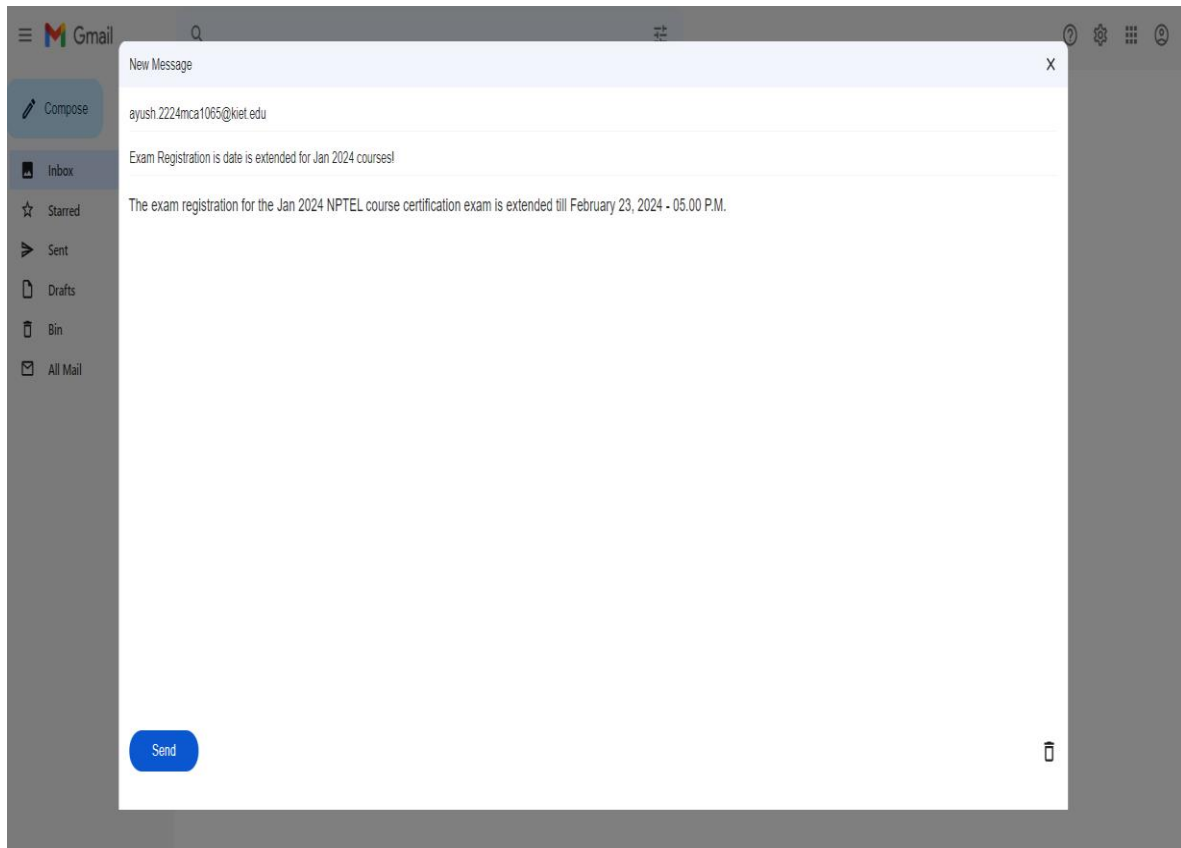 Gmail
New Message
X
Compose
ayush.2224mca1065@kiet.edu
Exam Registration is date is extended for Jan 2024 courses!
Inbox
The exam registration for the Jan 2024 NPTEL course certification exam is extended till February 23, 2024 - 05.00 P.M.
Starred
Sent
Drafts
Bin
All Mail
Send